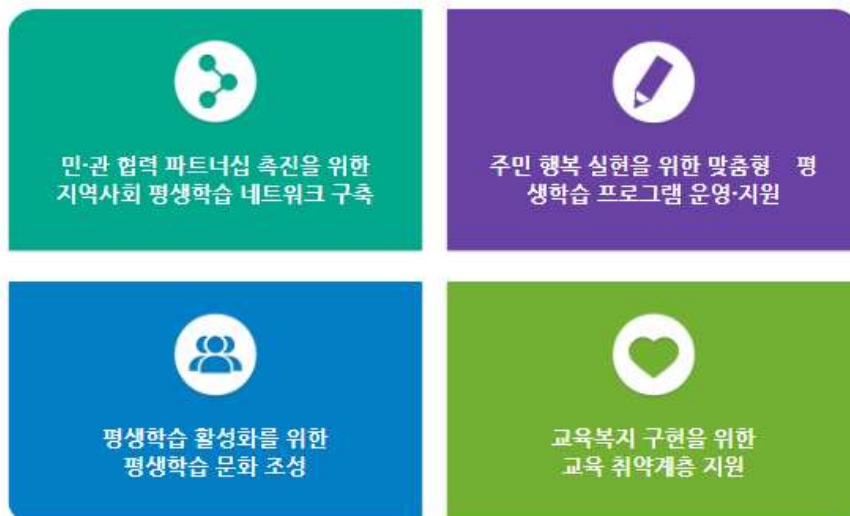 민·관 협력 파트너십 촉진을 위한
지역사회 평생학습 네트워크 구축
주민 행복 실현을 위한 맞춤형 평
생학습 프로그램 운영·지원
평생학습 활성화를 위한
평생학습 문화 조성
교육복지 구현을 위한
교육 취약계층 지원